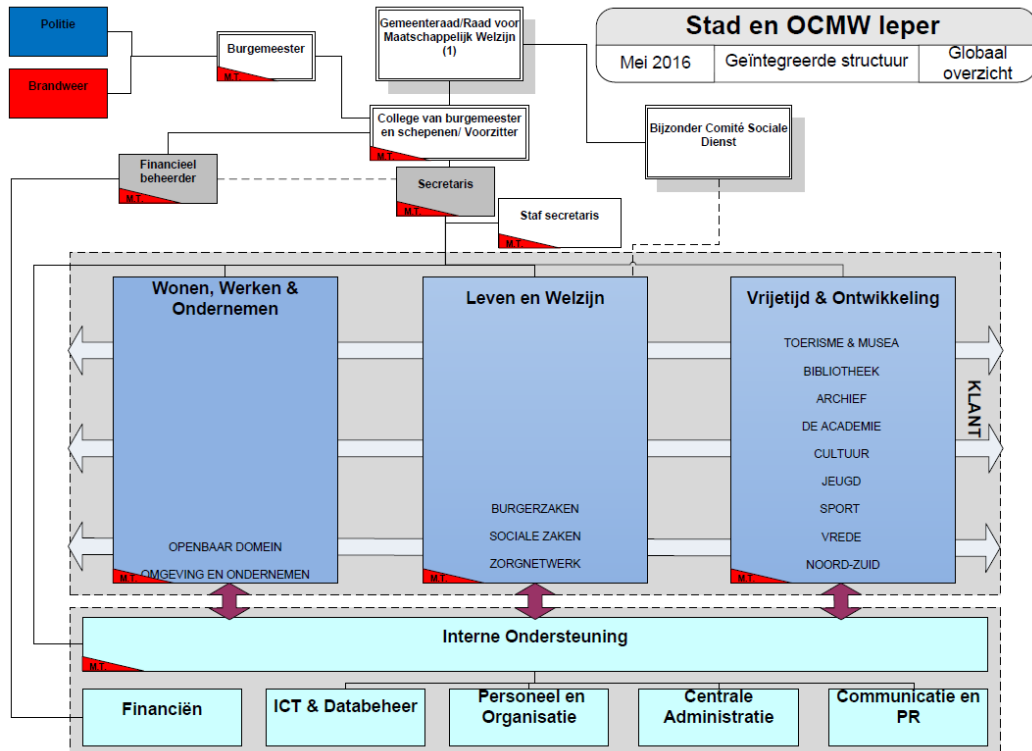 Stad en OCMW Ieper
Mei 2016
Geïntegreerde structuur
Globaal
overzicht
Politie
Brandweer
Burgemeester
M.T.
Gemeenteraad/Raad voor
Maatschappelijk Welzijn
(1)
College van burgemeester
en schepenen/ Voorzitter
M.T.
Bijzonder Comité Sociale
Dienst
Financieel
beheerder
M.T.
Secretaris
M.T.
Staf secretaris
M.T.
Wonen, Werken &
Ondernemen
OPENBAAR DOMEIN
OMGEVING EN ONDERNEMEN
M.T.
Leven en Welzijn
BURGERZAKEN
SOCIALE ZAKEN
ZORGNETWERK
M.T.
Vrijetijd & Ontwikkeling
TOERISME & MUSEA
BIBLIOTHEEK
ARCHIEF
DE ACADEMIE
CULTUUR
JEUGD
SPORT
VREDE
NOORD-ZUID
M.T.
KLANT
Interne Ondersteuning
M.T.
Financiën
ICT & Databeheer
Personeel en
Organisatie
Centrale
Administratie
Communicatie en
PR